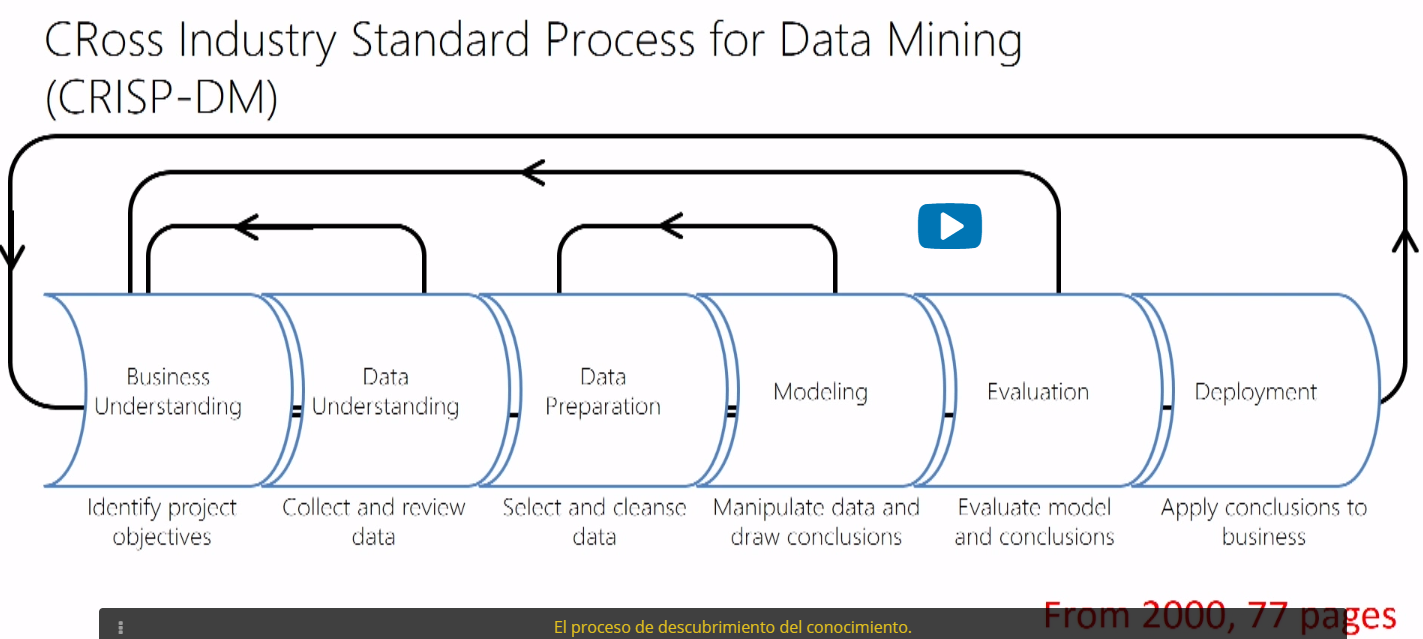 CRoss Industry Standard Process for Data Mining
(CRISP-DM)
Business
Understanding
Data
Understanding
Data
Preparation
Modeling
Evaluation
Deployment
Identify project
objectives
Collect and review
data
Select and cleanse
data
Manipulate data and
draw conclusions
Evaluate model
and conclusions
Apply conclusions to
business
From 2000, 77 pages
El proceso de descubrimiento del conocimiento.